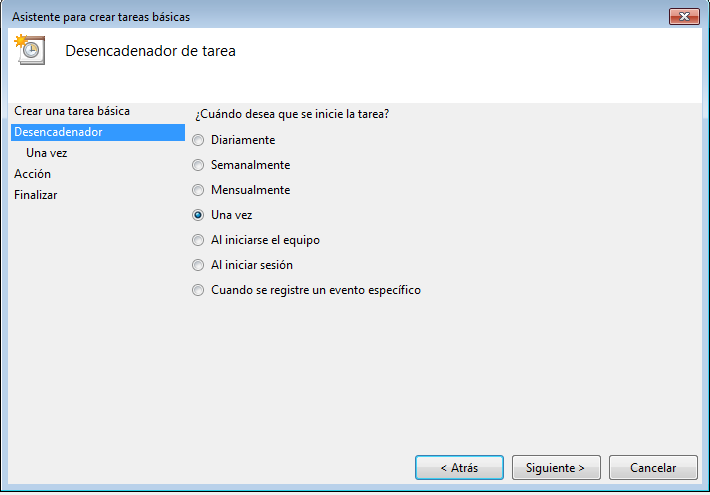 Asistente para crear tareas básicas
Desencadenador de tarea
Crear una tarea básica
Desencadenador
Una vez
Acción
Finalizar
¿Cuándo desea que se inicie la tarea?
Diariamente
Semanalmente
Mensualmente
Una vez
Al iniciarse el equipo
Al iniciar sesión
Cuando se registre un evento específico
< Atrás
Siguiente >
Cancelar